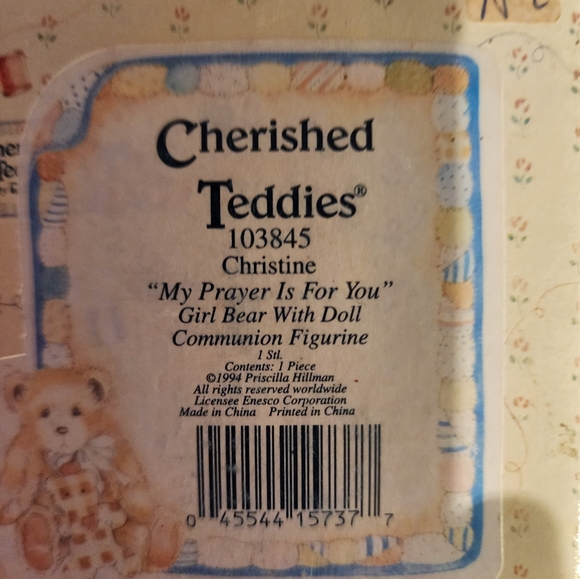 Cherished
Teddies®
103845
Christine
"My Prayer Is For You"
Girl Bear With Doll
Communion Figurine
1 Stl.
Contents: 1 Piece
©1994 Priscilla Hillman
All rights reserved worldwide
Licensee Enesco Corporation
Made in China Printed in China
0 45544 15737 7